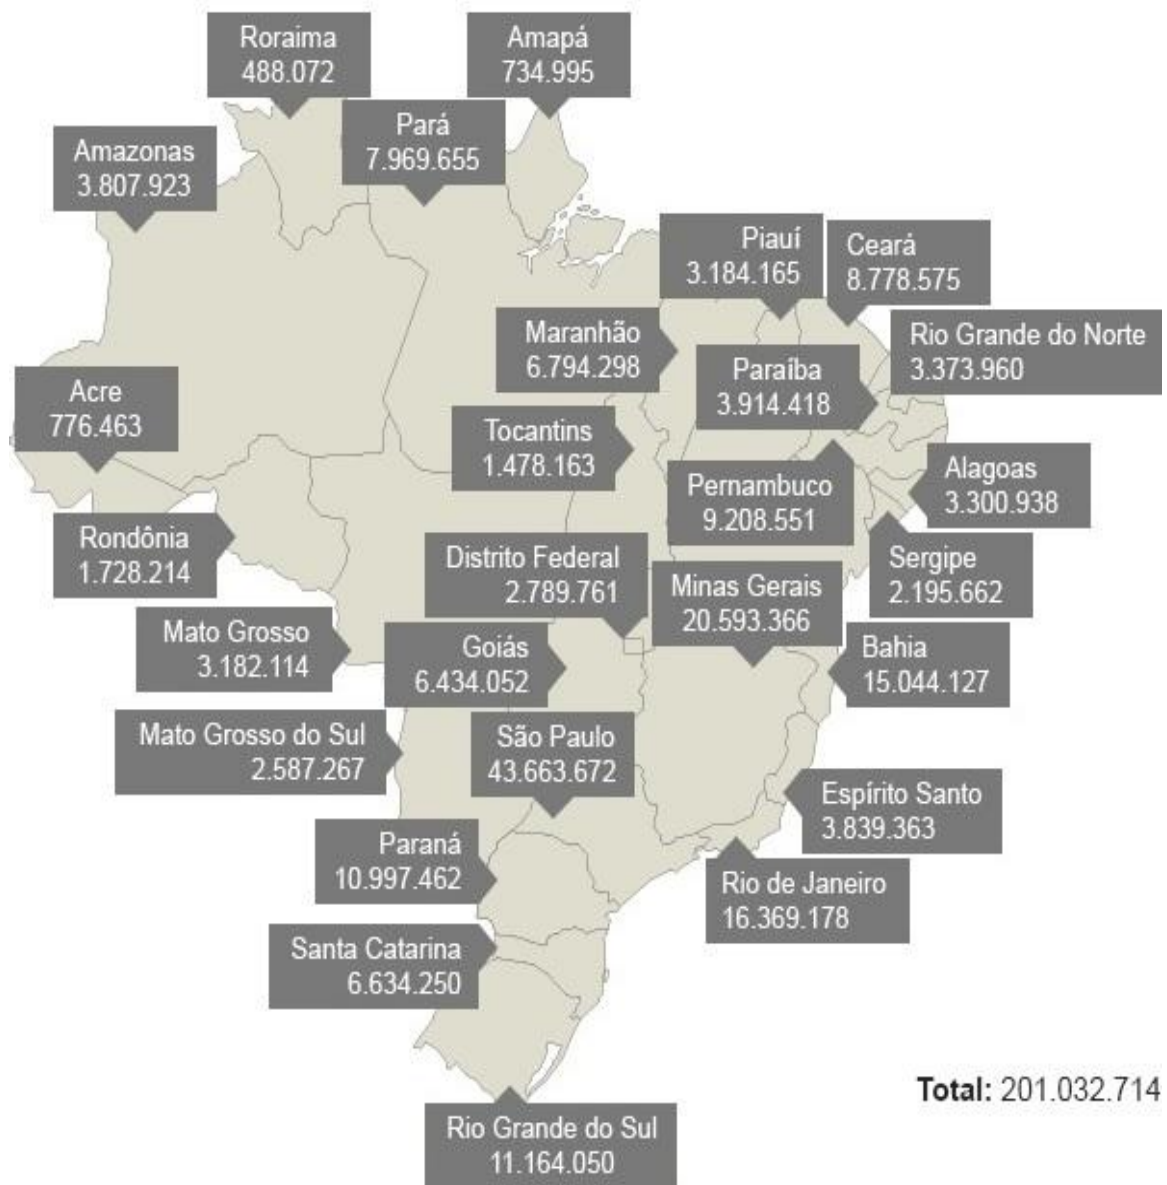 Roraima
488.072
Amapá
734.995
Pará
7.969.655
Amazonas
3.807.923
Piauí
3.184.165
Ceará
8.778.575
Maranhão
6.794.298
Rio Grande do Norte
3.373.960
Paraíba
3.914.418
Acre
776.463
Tocantins
1.478.163
Alagoas
3.300.938
Pernambuco
9.208.551
Rondônia
1.728.214
Distrito Federal
2.789.761
Sergipe
2.195.662
Minas Gerais
20.593.366
Mato Grosso
3.182.114
Goiás
6.434.052
Bahia
15.044.127
Mato Grosso do Sul
2.587.267
São Paulo
43.663.672
Espírito Santo
3.839.363
Paraná
10.997.462
Rio de Janeiro
16.369.178
Santa Catarina
6.634.250
Total: 201.032.714
Rio Grande do Sul
11.164.050